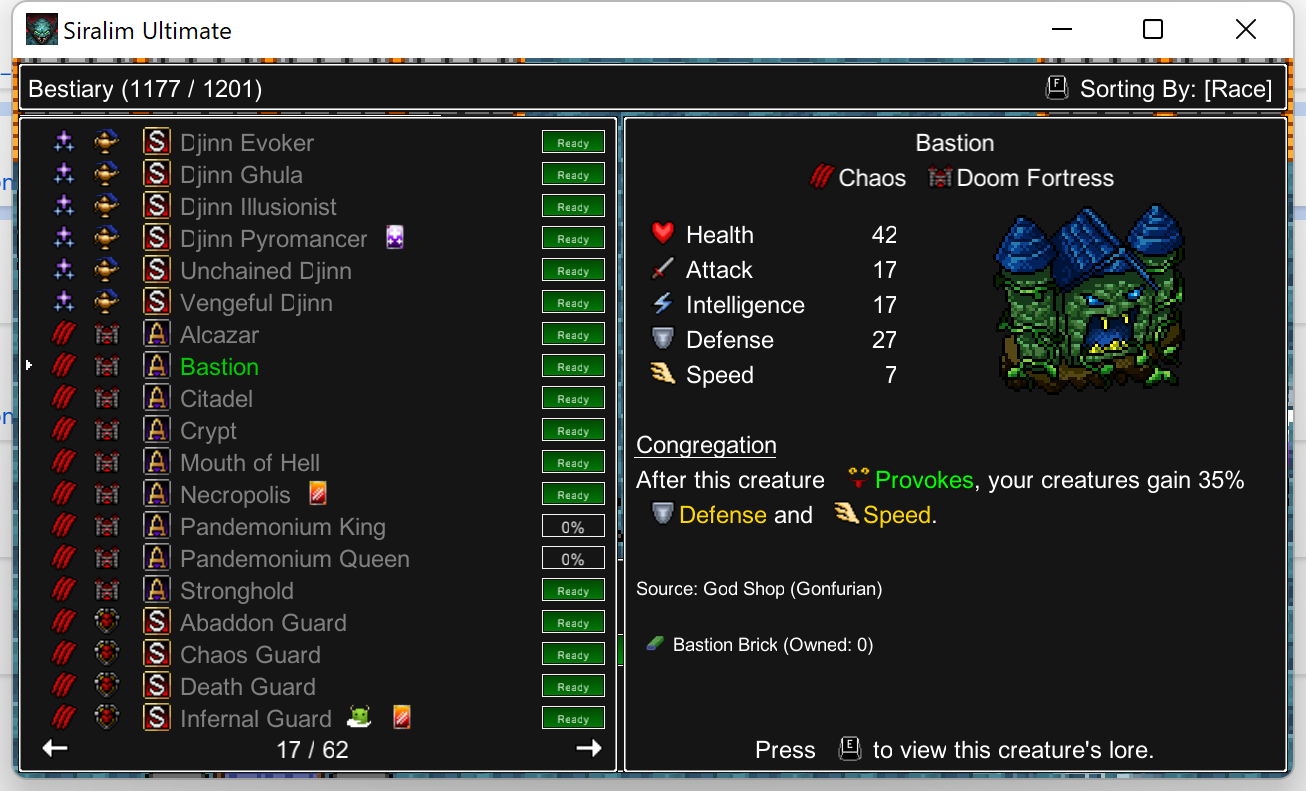 Siralim Ultimate
Bestiary (1177 / 1201)
F Sorting By: [Race]
S Djinn Evoker Ready
S Djinn Ghula Ready
S Djinn Illusionist Ready
S Djinn Pyromancer Ready
S Unchained Djinn Ready
S Vengeful Djinn Ready
A Alcazar Ready
A Bastion Ready
A Citadel Ready
A Crypt Ready
A Mouth of Hell Ready
A Necropolis Ready
A Pandemonium King 0%
A Pandemonium Queen 0%
A Stronghold Ready
S Abaddon Guard Ready
S Chaos Guard Ready
S Death Guard Ready
S Infernal Guard Ready
17 / 62
Bastion
Chaos Doom Fortress
Health 42
Attack 17
Intelligence 17
Defense 27
Speed 7
Congregation
After this creature Provokes, your creatures gain 35%
Defense and Speed.
Source: God Shop (Gonfurian)
Bastion Brick (Owned: 0)
Press E to view this creature's lore.